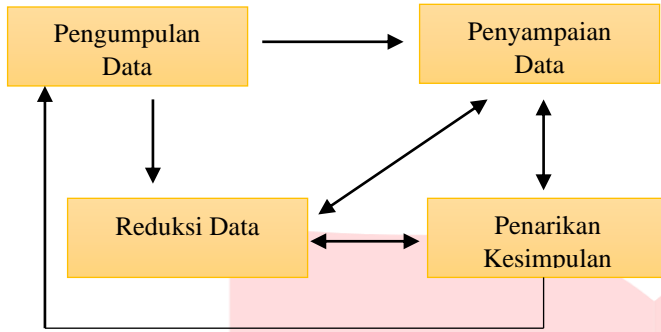 Pengumpulan
Data
Penyampaian
Data
Reduksi Data
Penarikan
Kesimpulan